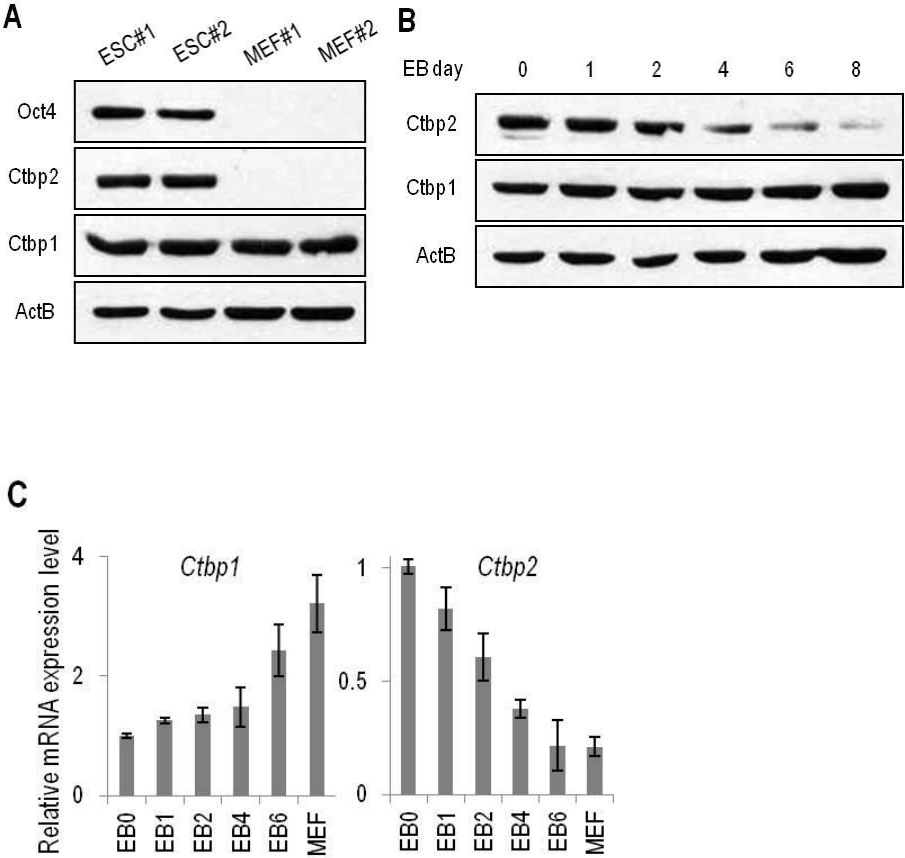 A
ESC#1 ESC#2 MEF#1 MEF#2
Oct4
Ctbp2
Ctbp1
ActB
B
EB day 0 1 2 4 6 8
Ctbp2
Ctbp1
ActB
C
Relative mRNA expression level
Ctbp1
4
2
0
EB0 EB1 EB2 EB4 EB6 MEF
Ctbp2
1
0.5
0
EB0 EB1 EB2 EB4 EB6 MEF